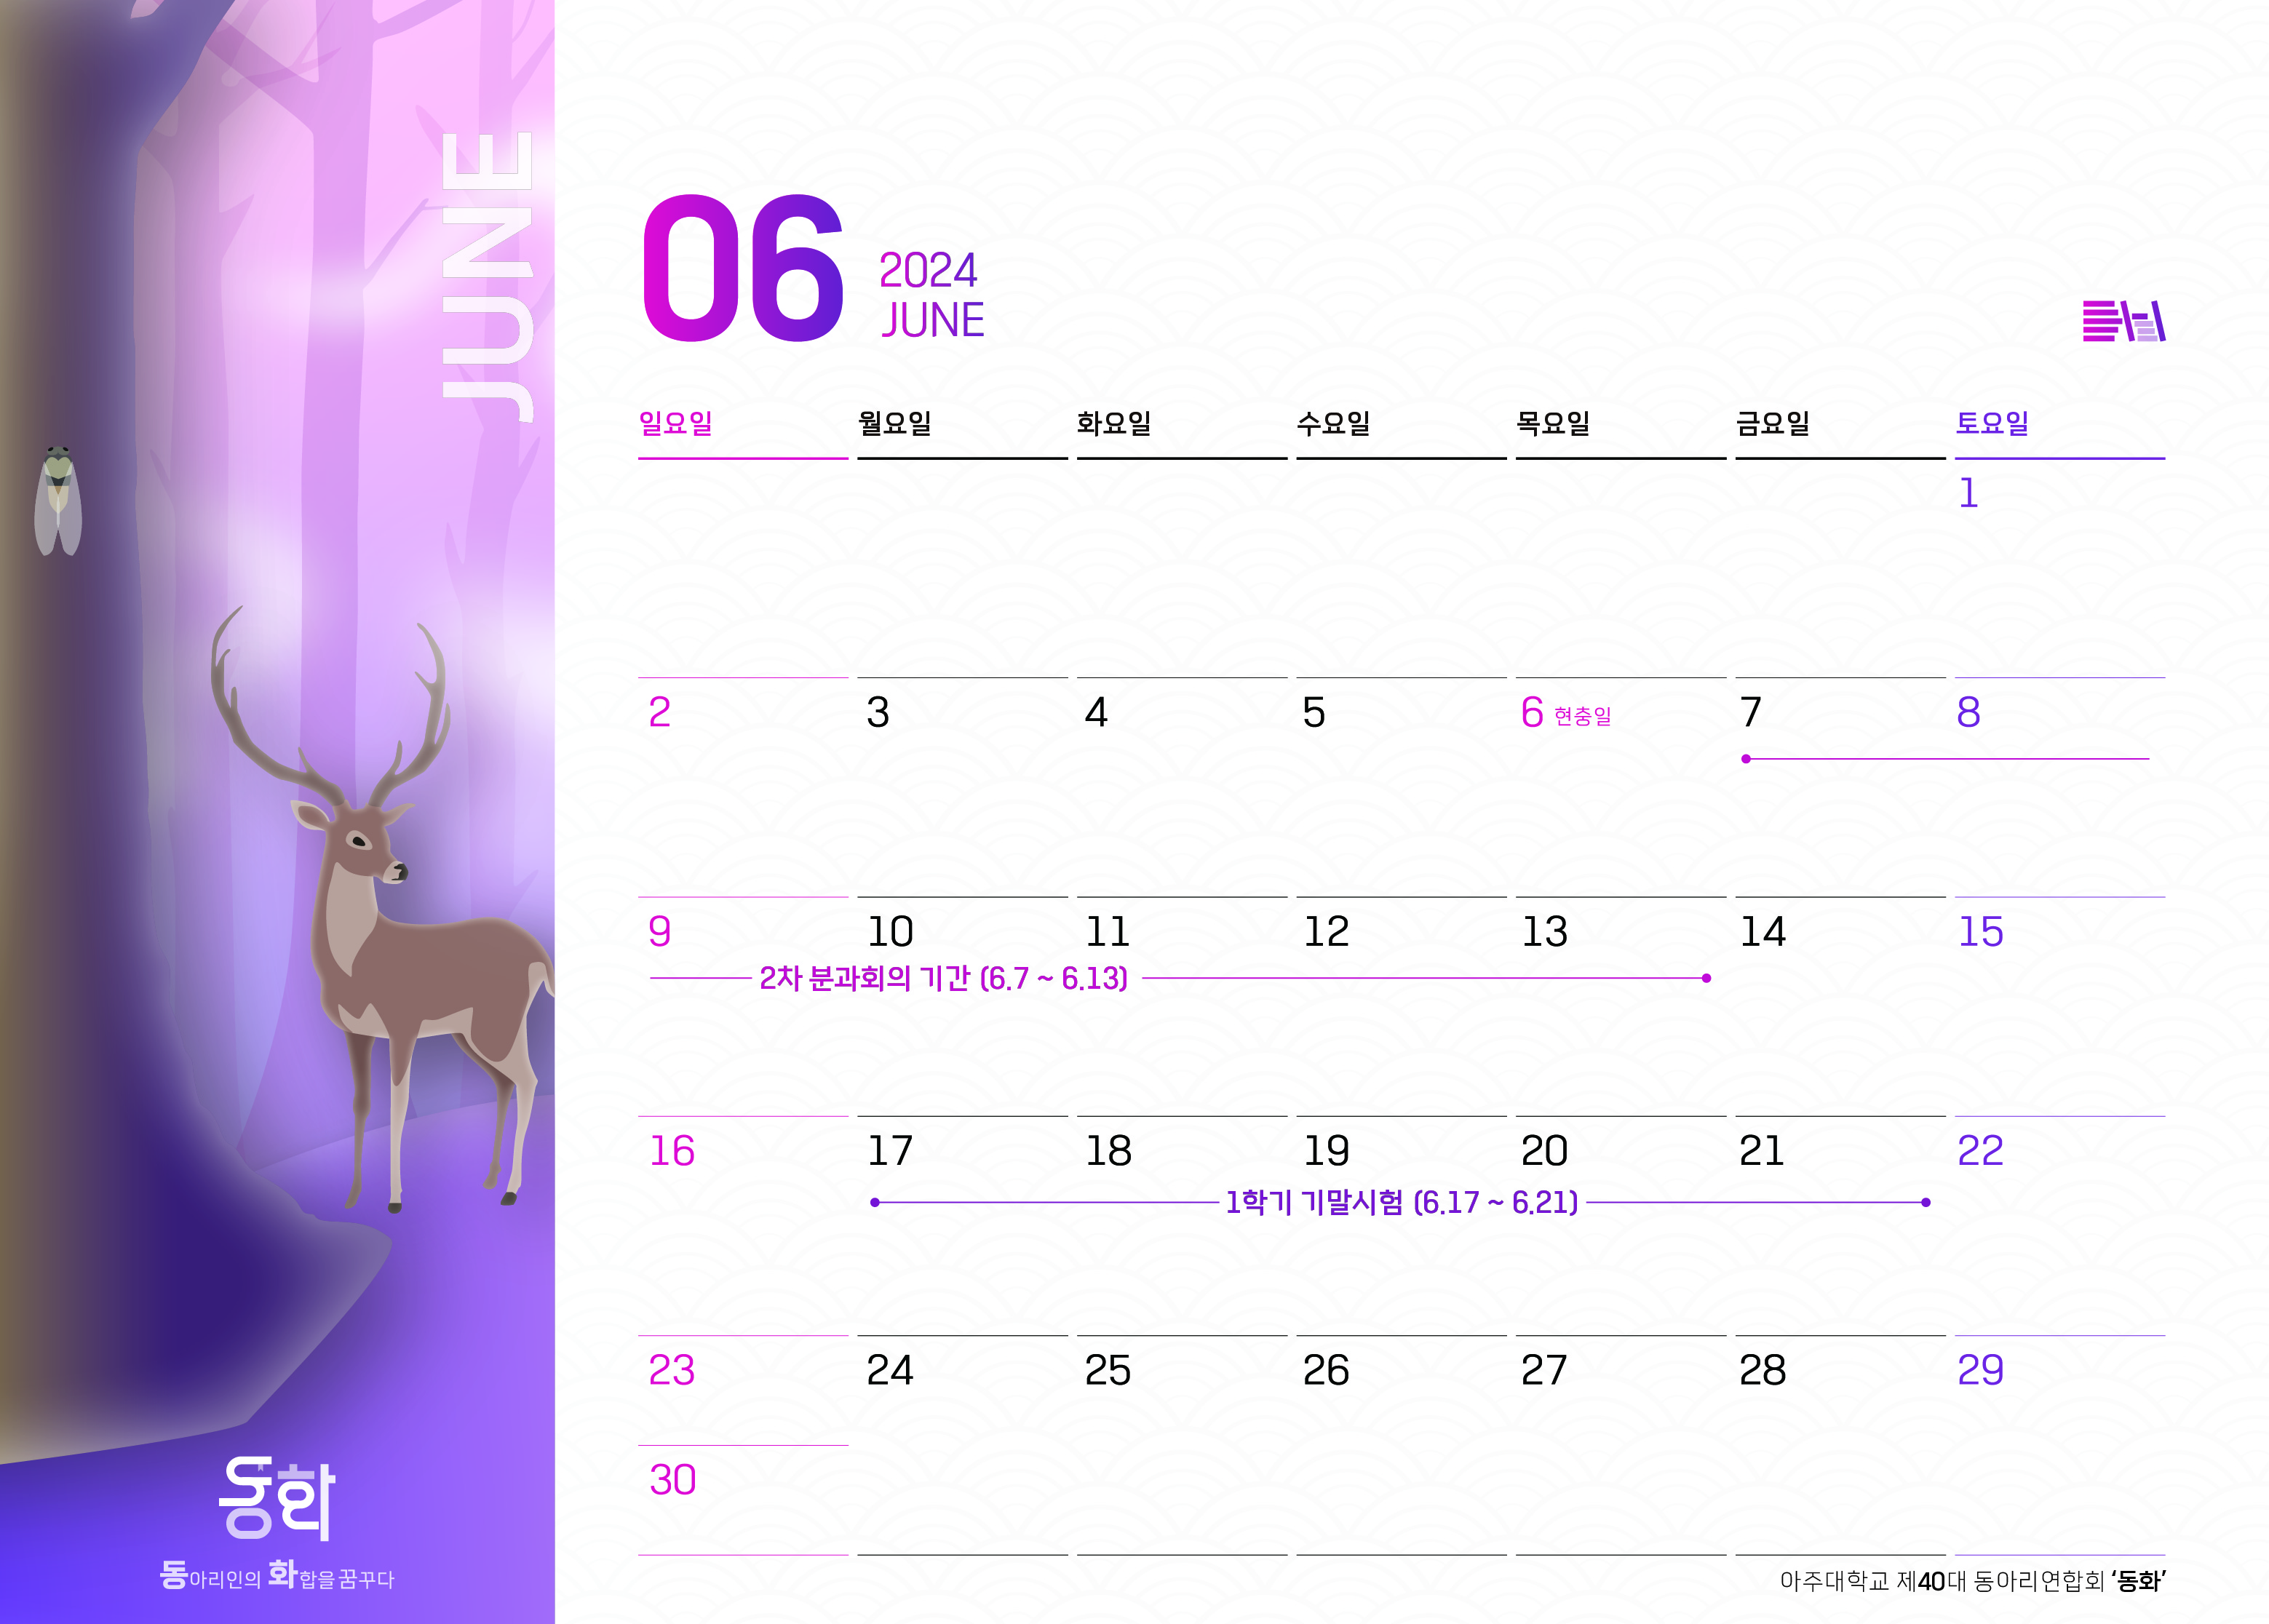 JUNE
동화
동아리인의 화합을 꿈꾸다
06
2024
JUNE
일요일 월요일 화요일 수요일 목요일 금요일 토요일
1
2 3 4 5 6 현충일 7 8
9 10 11 12 13 14 15
2차 분과회의 기간 (6.7 ~ 6.13)
16 17 18 19 20 21 22
1학기 기말시험 (6.17 ~ 6.21)
23 24 25 26 27 28 29
30
아주대학교 제40대 동아리연합회 ‘동화’